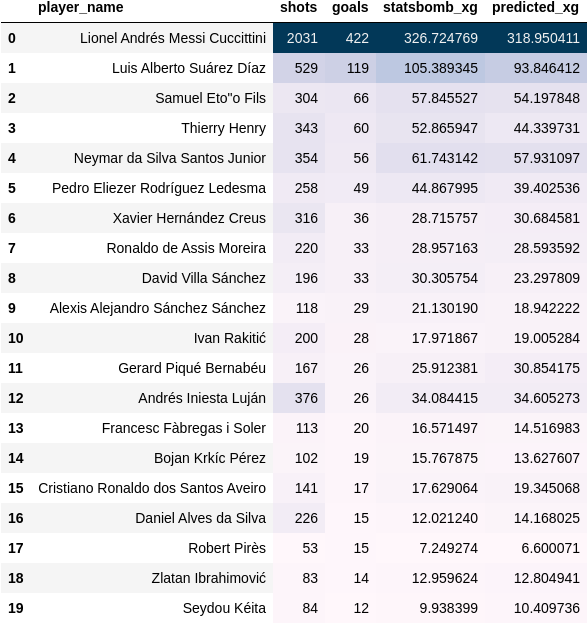 player_name shots goals statsbomb_xg predicted_xg
0 Lionel Andrés Messi Cuccittini 2031 422 326.724769 318.950411
1 Luis Alberto Suárez Díaz 529 119 105.389345 93.846412
2 Samuel Eto"o Fils 304 66 57.845527 54.197848
3 Thierry Henry 343 60 52.865947 44.339731
4 Neymar da Silva Santos Junior 354 56 61.743142 57.931097
5 Pedro Eliezer Rodríguez Ledesma 258 49 44.867995 39.402536
6 Xavier Hernández Creus 316 36 28.715757 30.684581
7 Ronaldo de Assis Moreira 220 33 28.957163 28.593592
8 David Villa Sánchez 196 33 30.305754 23.297809
9 Alexis Alejandro Sánchez Sánchez 118 29 21.130190 18.942222
10 Ivan Rakitić 200 28 17.971867 19.005284
11 Gerard Piqué Bernabéu 167 26 25.912381 30.854175
12 Andrés Iniesta Luján 376 26 34.084415 34.605273
13 Francesc Fàbregas i Soler 113 20 16.571497 14.516983
14 Bojan Krkíc Pérez 102 19 15.767875 13.627607
15 Cristiano Ronaldo dos Santos Aveiro 141 17 17.629064 19.345068
16 Daniel Alves da Silva 226 15 12.021240 14.168025
17 Robert Pirès 53 15 7.249274 6.600071
18 Zlatan Ibrahimović 83 14 12.959624 12.804941
19 Seydou Kéita 84 12 9.938399 10.409736